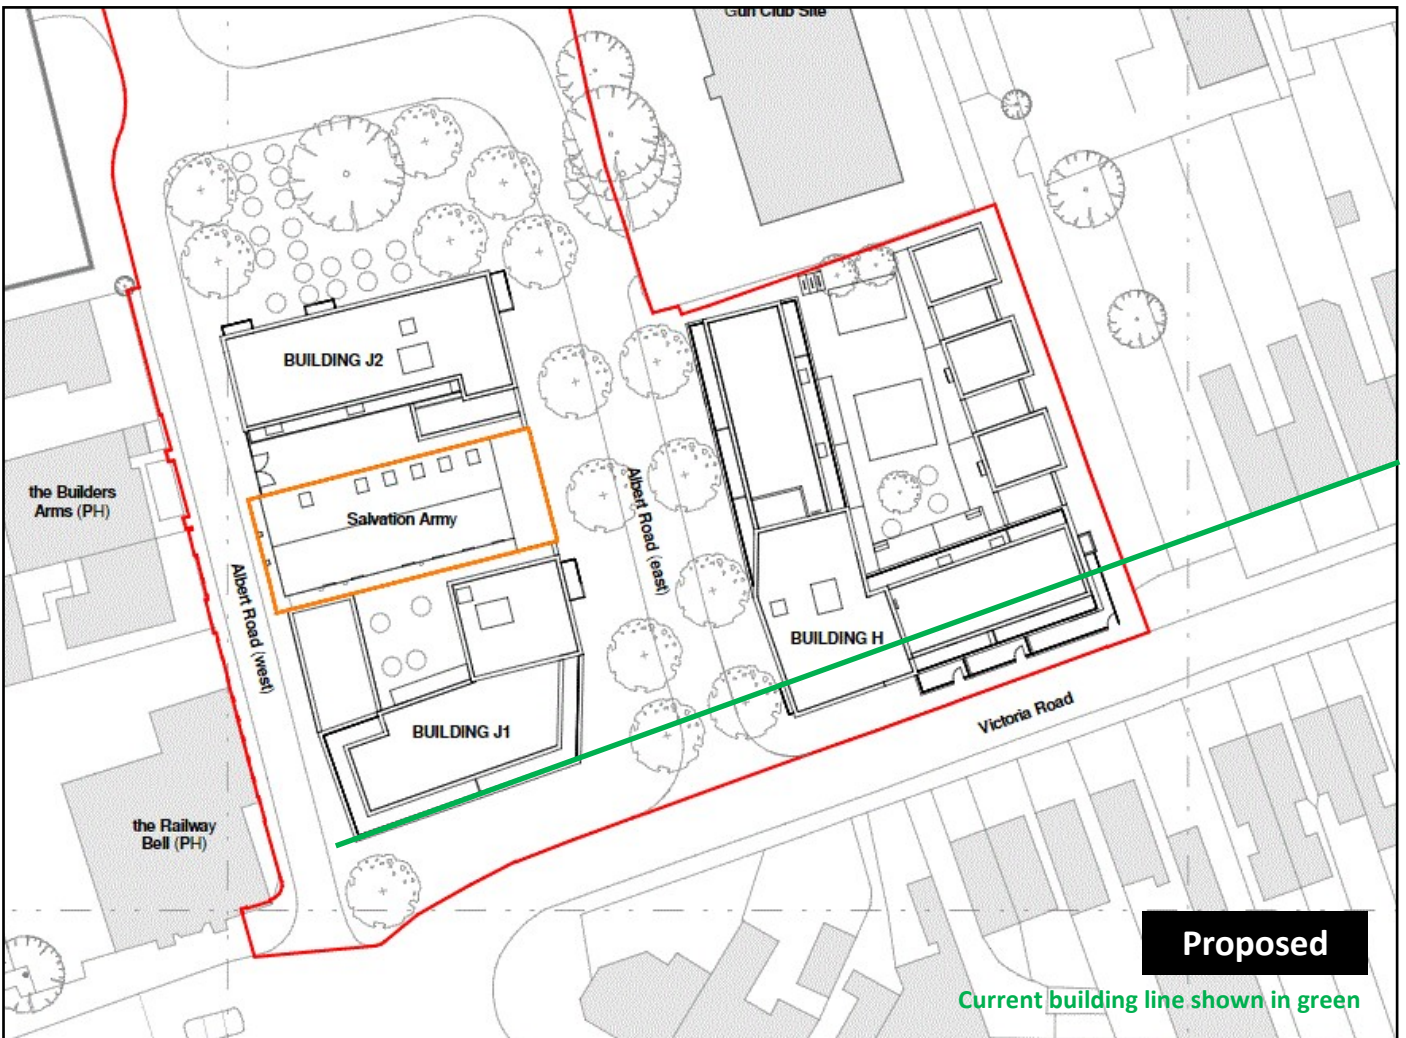 Gun Club Site
BUILDING J2
the Builders
Arms (PH)
Salvation Army
Albert Road (east)
Albert Road (west)
BUILDING H
BUILDING J1
Victoria Road
the Railway
Bell (PH)
Proposed
Current building line shown in green